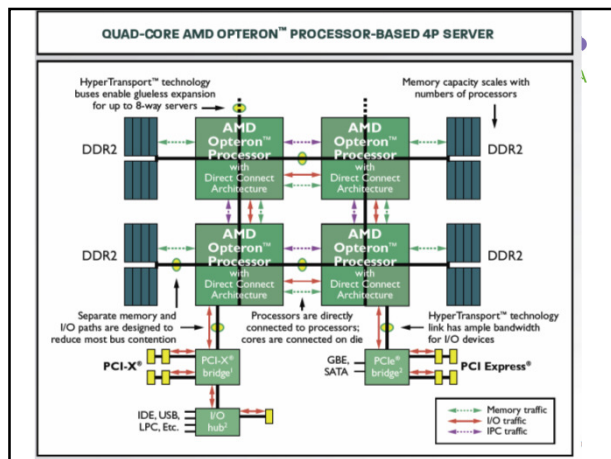 QUAD-CORE AMD OPTERON™ PROCESSOR-BASED 4P SERVER
HyperTransport™ technology
buses enable glueless expansion
for up to 8-way servers
Memory capacity scales with
numbers of processors
DDR2
AMD
Opteron™
Processor
with
Direct Connect
Architecture
AMD
Opteron™
Processor
with
Direct Connect
Architecture
DDR2
DDR2
AMD
Opteron™
Processor
with
Direct Connect
Architecture
AMD
Opteron™
Processor
with
Direct Connect
Architecture
DDR2
Separate memory and
I/O paths are designed to
reduce most bus contention
Processors are directly
connected to processors;
cores are connected on die
HyperTransport™ technology
link has ample bandwidth
for I/O devices
PCI-X®
PCI-X®
bridge¹
GBE,
SATA
PCIe®
bridge²
PCI Express®
IDE, USB,
LPC, Etc.
I/O
hub²
Memory traffic
I/O traffic
IPC traffic
A